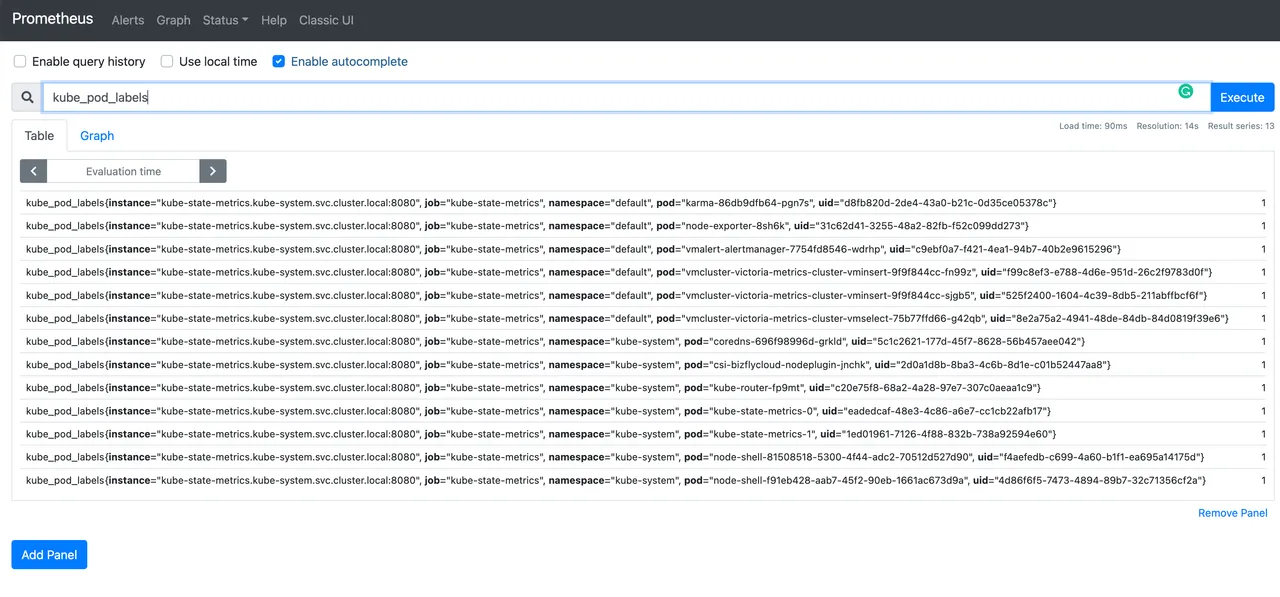 Prometheus Alerts Graph Status Help Classic UI
Enable query history Use local time Enable autocomplete
kube_pod_labels Execute
Load time: 90ms Resolution: 14s Result series: 13
Table Graph
Evaluation time
kube_pod_labels{instance="kube-state-metrics.kube-system.svc.cluster.local:8080", job="kube-state-metrics", namespace="default", pod="karma-86db9dfb64-pgn7s", uid="d8fb820d-2de4-43a0-b21c-0d35ce05378c"} 1
kube_pod_labels{instance="kube-state-metrics.kube-system.svc.cluster.local:8080", job="kube-state-metrics", namespace="default", pod="node-exporter-8sh6k", uid="31c62d41-3255-48a2-82fb-f52c099dd273"} 1
kube_pod_labels{instance="kube-state-metrics.kube-system.svc.cluster.local:8080", job="kube-state-metrics", namespace="default", pod="vmalert-alertmanager-7754fd8546-wdrhp", uid="c9ebf0a7-f421-4ea1-94b7-40b2e9615296"} 1
kube_pod_labels{instance="kube-state-metrics.kube-system.svc.cluster.local:8080", job="kube-state-metrics", namespace="default", pod="vmcluster-victoria-metrics-cluster-vminsert-9f9f844cc-fn99z", uid="f99c8ef3-e788-4d6e-951d-26c2f9783d0f"} 1
kube_pod_labels{instance="kube-state-metrics.kube-system.svc.cluster.local:8080", job="kube-state-metrics", namespace="default", pod="vmcluster-victoria-metrics-cluster-vminsert-9f9f844cc-sjgb5", uid="525f2400-1604-4c39-8db5-211abffbcf6f"} 1
kube_pod_labels{instance="kube-state-metrics.kube-system.svc.cluster.local:8080", job="kube-state-metrics", namespace="default", pod="vmcluster-victoria-metrics-cluster-vmselect-75b77ffd66-g42qb", uid="8e2a75a2-4941-48de-84db-84d0819f39e6"} 1
kube_pod_labels{instance="kube-state-metrics.kube-system.svc.cluster.local:8080", job="kube-state-metrics", namespace="kube-system", pod="coredns-696f98996d-grkld", uid="5c1c2621-177d-45f7-8628-56b457aee042"} 1
kube_pod_labels{instance="kube-state-metrics.kube-system.svc.cluster.local:8080", job="kube-state-metrics", namespace="kube-system", pod="csi-bizflycloud-nodeplugin-jnchk", uid="2d0a1d8b-8ba3-4c6b-8d1e-c01b52447aa8"} 1
kube_pod_labels{instance="kube-state-metrics.kube-system.svc.cluster.local:8080", job="kube-state-metrics", namespace="kube-system", pod="kube-router-fp9mt", uid="c20e75f8-68a2-4a28-97e7-307c0aeaa1c9"} 1
kube_pod_labels{instance="kube-state-metrics.kube-system.svc.cluster.local:8080", job="kube-state-metrics", namespace="kube-system", pod="kube-state-metrics-0", uid="eadedcaf-48e3-4c86-a6e7-cc1cb22afb17"} 1
kube_pod_labels{instance="kube-state-metrics.kube-system.svc.cluster.local:8080", job="kube-state-metrics", namespace="kube-system", pod="kube-state-metrics-1", uid="1ed01961-7126-4f88-832b-738a92594e60"} 1
kube_pod_labels{instance="kube-state-metrics.kube-system.svc.cluster.local:8080", job="kube-state-metrics", namespace="kube-system", pod="node-shell-81508518-5300-4f44-adc2-70512d527d90", uid="f4aefedb-c699-4a60-b1f1-ea695a14175d"} 1
kube_pod_labels{instance="kube-state-metrics.kube-system.svc.cluster.local:8080", job="kube-state-metrics", namespace="kube-system", pod="node-shell-f91eb428-aab7-45f2-90eb-1661ac673d9a", uid="4d86f6f5-7473-4894-89b7-32c71356cf2a"} 1
Remove Panel
Add Panel